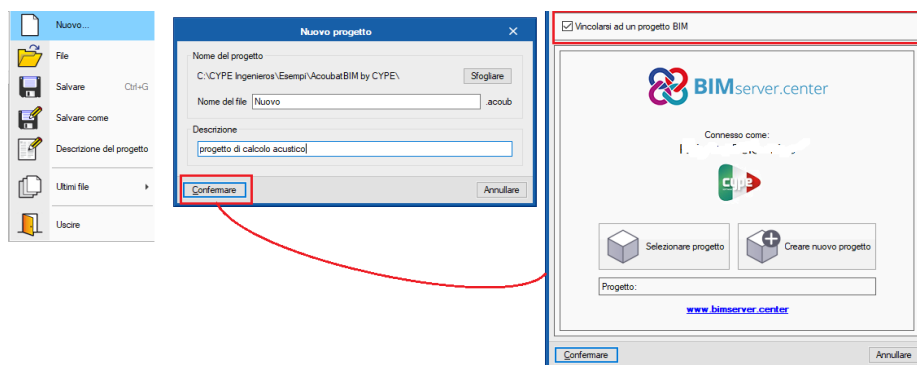 Nuovo...
File
Salvare Ctrl+G
Salvare come
Descrizione del progetto
Ultimi file
Uscire
Nuovo progetto
Nome del progetto
C:\CYPE Ingenieros\Esempi\AcoubatBIM by CYPE\ Sfogliare
Nome del file Nuovo .acoub
Descrizione
progetto di calcolo acustico
Confermare Annullare
Vincolarsi ad un progetto BIM
BIMserver.center
Connesso come:
cype
Selezionare progetto Creare nuovo progetto
Progetto:
www.bimserver.center
Confermare Annullare